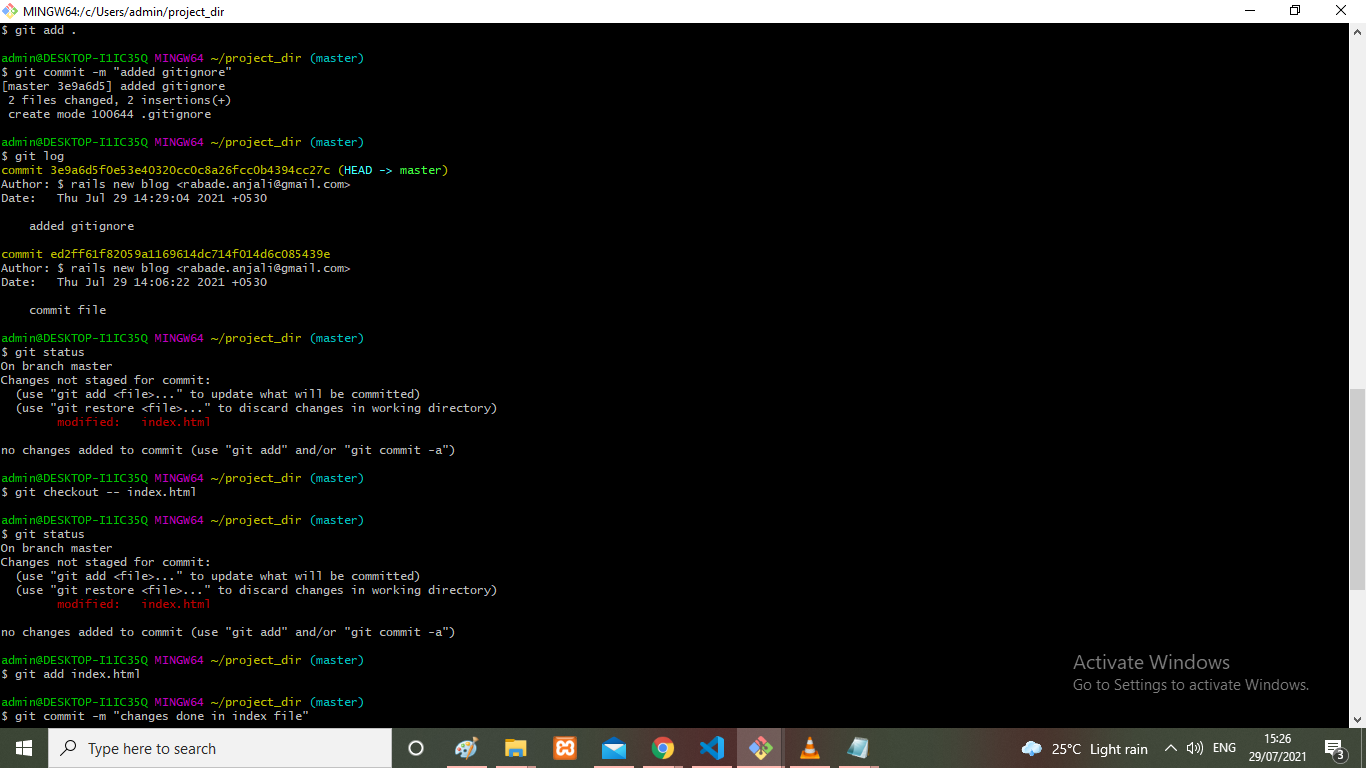 MINGW64:/c/Users/admin/project_dir
$ git add .
admin@DESKTOP-I1IC35Q MINGW64 ~/project_dir (master)
$ git commit -m "added gitignore"
[master 3e9a6d5] added gitignore
 2 files changed, 2 insertions(+)
 create mode 100644 .gitignore
admin@DESKTOP-I1IC35Q MINGW64 ~/project_dir (master)
$ git log
commit 3e9a6d5f0e53e40320cc0c8a26fcc0b4394cc27c (HEAD -> master)
Author: $ rails new blog <rabade.anjali@gmail.com>
Date:   Thu Jul 29 14:29:04 2021 +0530
    added gitignore
commit ed2ff61f82059a1169614dc714f014d6c085439e
Author: $ rails new blog <rabade.anjali@gmail.com>
Date:   Thu Jul 29 14:06:22 2021 +0530
    commit file
admin@DESKTOP-I1IC35Q MINGW64 ~/project_dir (master)
$ git status
On branch master
Changes not staged for commit:
  (use "git add <file>..." to update what will be committed)
  (use "git restore <file>..." to discard changes in working directory)
        modified:   index.html
no changes added to commit (use "git add" and/or "git commit -a")
admin@DESKTOP-I1IC35Q MINGW64 ~/project_dir (master)
$ git checkout -- index.html
admin@DESKTOP-I1IC35Q MINGW64 ~/project_dir (master)
$ git status
On branch master
Changes not staged for commit:
  (use "git add <file>..." to update what will be committed)
  (use "git restore <file>..." to discard changes in working directory)
        modified:   index.html
no changes added to commit (use "git add" and/or "git commit -a")
admin@DESKTOP-I1IC35Q MINGW64 ~/project_dir (master)
$ git add index.html
admin@DESKTOP-I1IC35Q MINGW64 ~/project_dir (master)
$ git commit -m "changes done in index file"
Activate Windows
Go to Settings to activate Windows.
Type here to search
25°C Light rain
ENG
15:26
29/07/2021
3